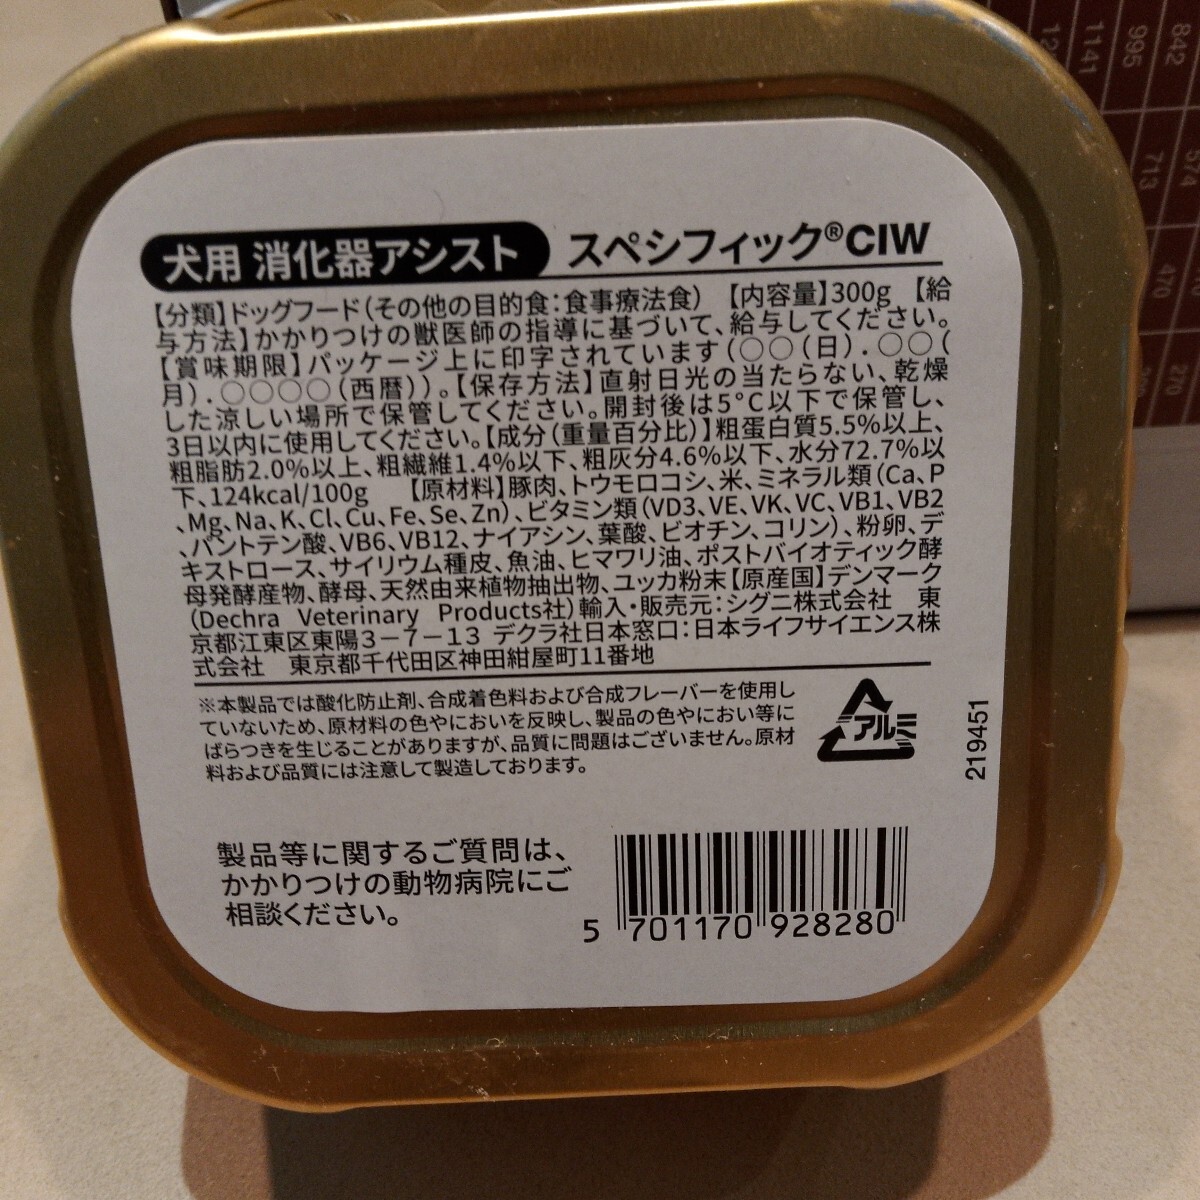 犬用 消化器アシスト スペシフィック®CIW
【分類】ドッグフード(その他の目的食:食事療法食) 【内容量】300g 【給
与方法】かかりつけの獣医師の指導に基づいて、給与してください。
【賞味期限】パッケージ上に印字されています(○○(日).○○(
月).○○○○(西暦))。【保存方法】直射日光の当たらない、乾燥
した涼しい場所で保管してください。開封後は5°C以下で保管し、
3日以内に使用してください。【成分(重量百分比)】粗蛋白質5.5%以上、
粗脂肪2.0%以上、粗繊維1.4%以下、粗灰分4.6%以下、水分72.7%以
下、124kcal/100g 【原材料】豚肉、トウモロコシ、米、ミネラル類(Ca、P
、Mg、Na、K、Cl、Cu、Fe、Se、Zn)、ビタミン類(VD3、VE、VK、VC、VB1、VB2
、パントテン酸、VB6、VB12、ナイアシン、葉酸、ビオチン、コリン)、粉卵、デ
キストロース、サイリウム種皮、魚油、ヒマワリ油、ポストバイオティック酵
母発酵産物、酵母、天然由来植物抽出物、ユッカ粉末【原産国】デンマーク
(Dechra Veterinary Products社)輸入・販売元:シグニ株式会社 東
京都江東区東陽3-7-13 デクラ社日本窓口:日本ライフサイエンス株
式会社 東京都千代田区神田紺屋町11番地
※本製品では酸化防止剤、合成着色料および合成フレーバーを使用し
ていないため、原材料の色やにおいを反映し、製品の色やにおい等に
ばらつきを生じることがありますが、品質に問題はございません。原材
料および品質には注意して製造しております。
アルミ
219451
製品等に関するご質問は、
かかりつけの動物病院にご
相談ください。
5 701170 928280
842
995
1141
574
713
470
270